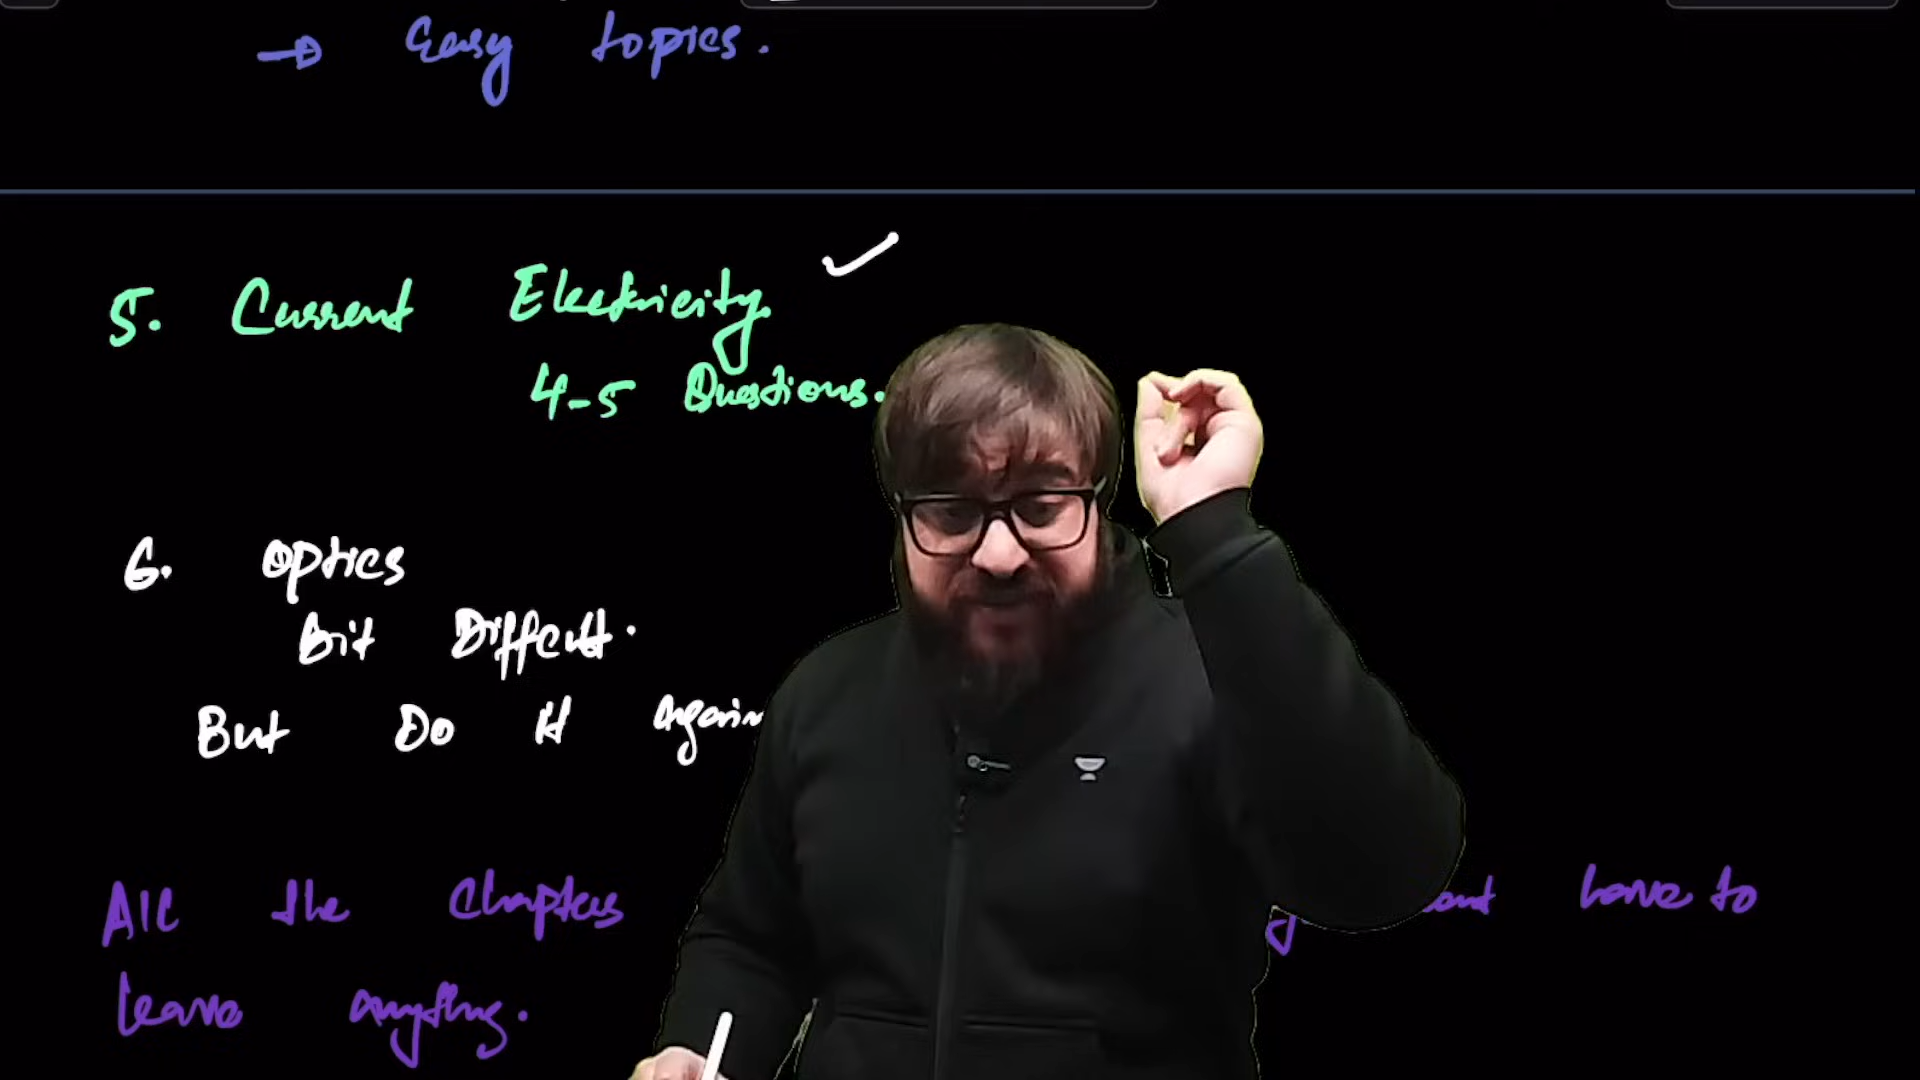 → Easy topics.
5. Current Electricity
4-5 Questions.
6. Optics
Bit Difficult.
But Do it Again
All the Chapters have to
leave anything.